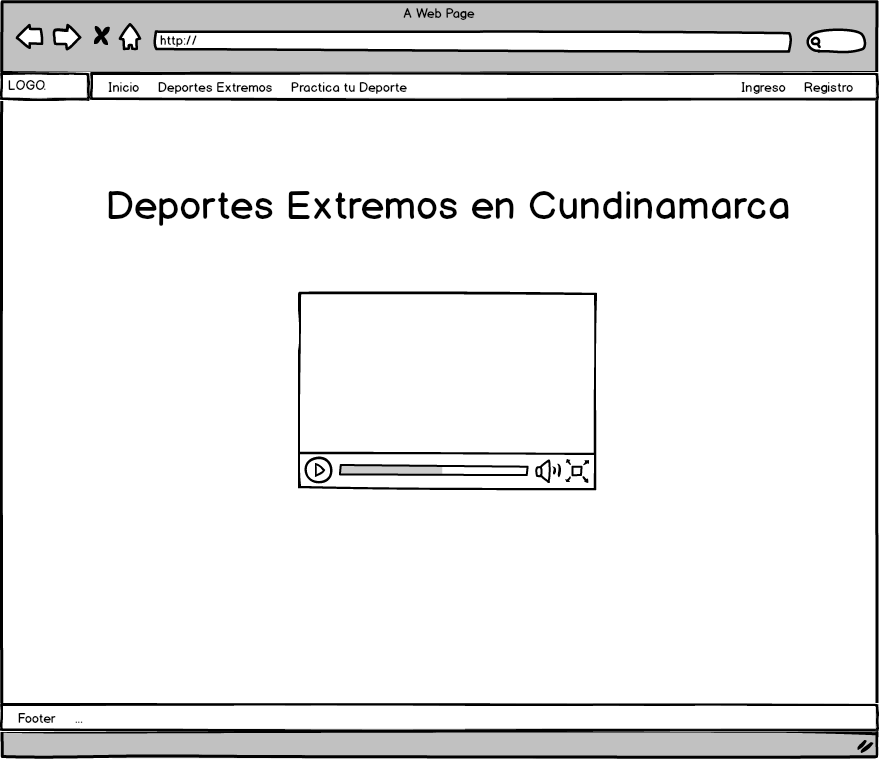 A Web Page
http://
LOGO.
Inicio Deportes Extremos Practica tu Deporte Ingreso Registro
Deportes Extremos en Cundinamarca
Footer ...